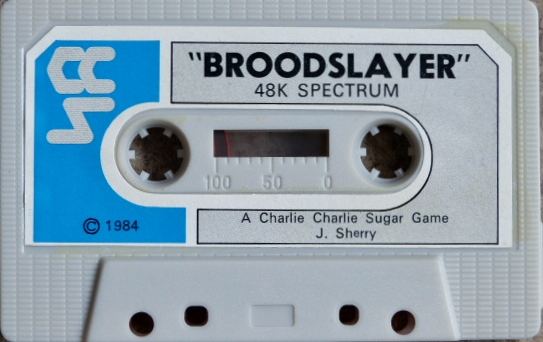 "BROODSLAYER"
48K SPECTRUM
100 50 0
© 1984
A Charlie Charlie Sugar Game
J. Sherry